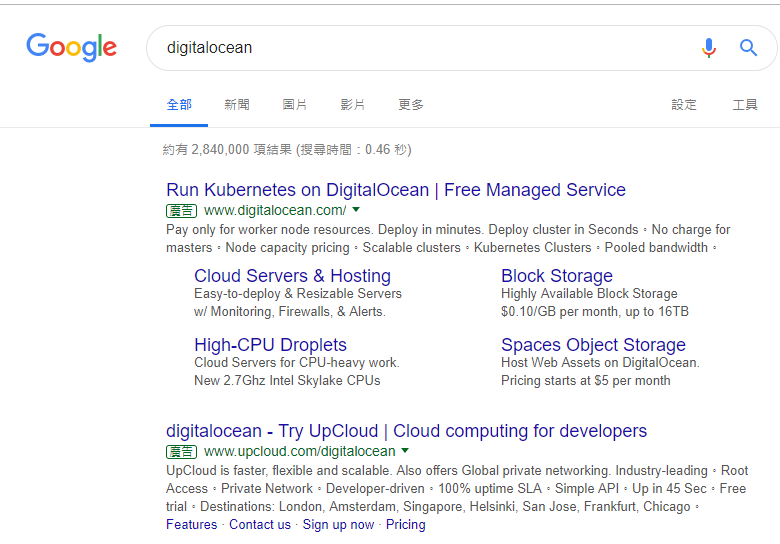 Google
digitalocean
全部 新聞 圖片 影片 更多 設定 工具
約有 2,840,000 項結果 (搜尋時間：0.46 秒)
Run Kubernetes on DigitalOcean | Free Managed Service
廣告 www.digitalocean.com/
Pay only for worker node resources. Deploy in minutes. Deploy cluster in Seconds◦ No charge for
masters◦ Node capacity pricing◦ Scalable clusters◦ Kubernetes Clusters◦ Pooled bandwidth◦
Cloud Servers & Hosting
Easy-to-deploy & Resizable Servers
w/ Monitoring, Firewalls, & Alerts.
Block Storage
Highly Available Block Storage
$0.10/GB per month, up to 16TB
High-CPU Droplets
Cloud Servers for CPU-heavy work.
New 2.7Ghz Intel Skylake CPUs
Spaces Object Storage
Host Web Assets on DigitalOcean.
Pricing starts at $5 per month
digitalocean - Try UpCloud | Cloud computing for developers
廣告 www.upcloud.com/digitalocean
UpCloud is faster, flexible and scalable. Also offers Global private networking. Industry-leading◦ Root
Access◦ Private Network◦ Developer-driven◦ 100% uptime SLA◦ Simple API◦ Up in 45 Sec◦ Free
trial◦ Destinations: London, Amsterdam, Singapore, Helsinki, San Jose, Frankfurt, Chicago◦
Features · Contact us · Sign up now · Pricing